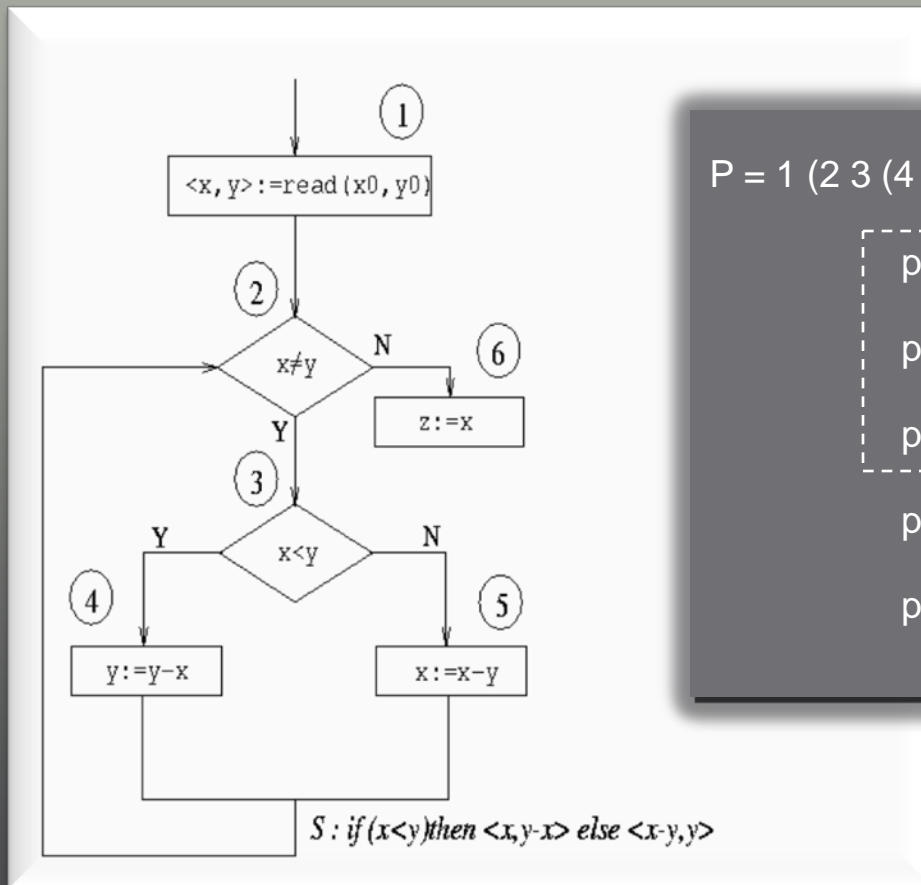 1
<x,y>:=read(x0,y0)
2
x≠y
N
6
z:=x
Y
3
x<y
Y
N
4
5
y:=y-x
x:=x-y
S : if (x<y)then <x,y-x> else <x-y,y>
P = 1 (2 3 (4
p
p
p
p
p